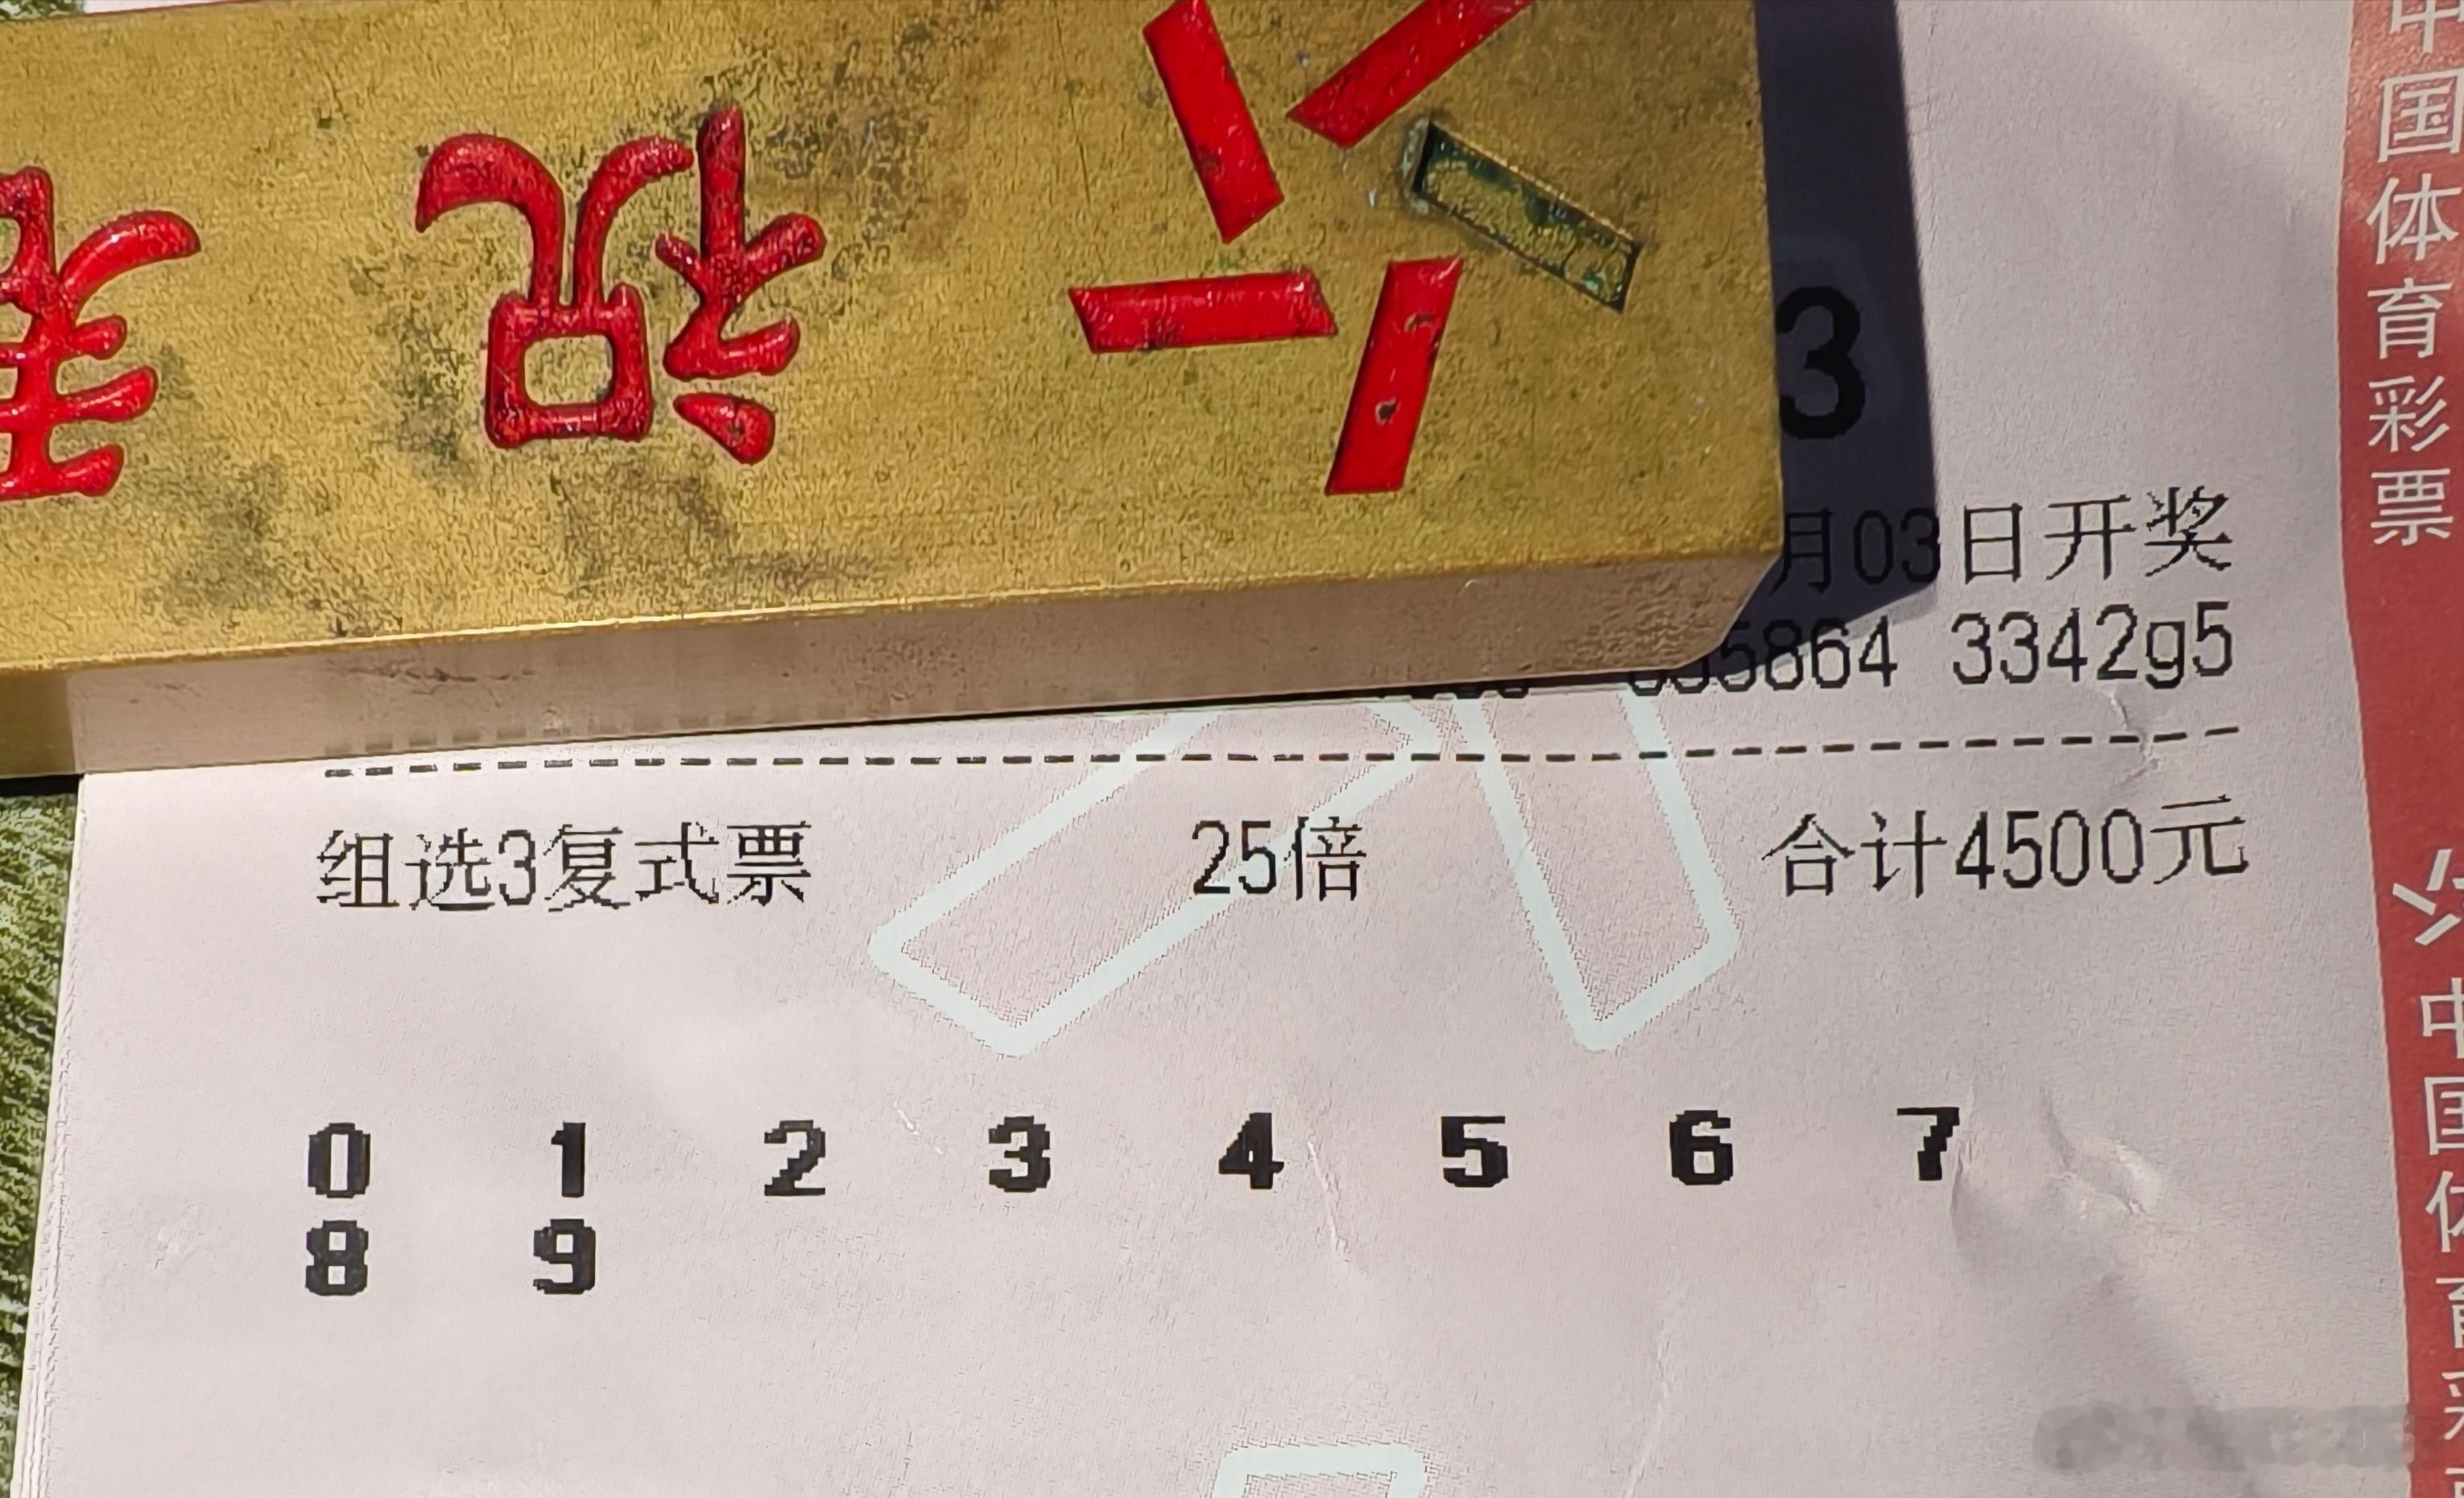 祝
3
月03日开奖
5864 3342g5
组选3复式票 25倍 合计4500元
0 1 2 3 4 5 6 7
8 9
中国体育彩票
中国体育彩